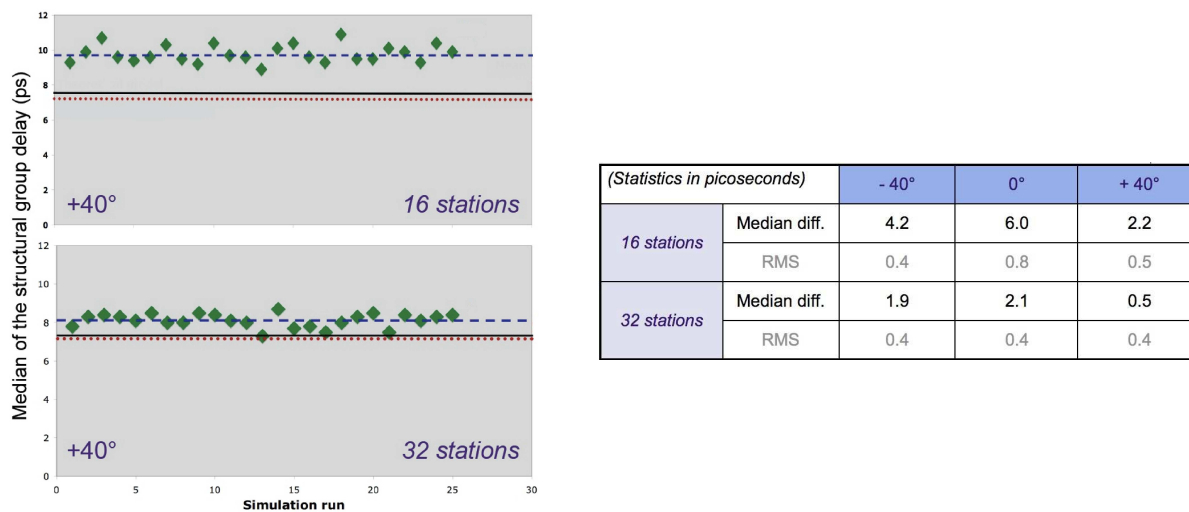 Median of the structural group delay (ps)
12
10
8
6
4
2
0
+40° 16 stations
12
10
8
6
4
2
0
+40° 32 stations
0 5 10 15 20 25 30
Simulation run
(Statistics in picoseconds) - 40° 0° + 40°
16 stations Median diff. 4.2 6.0 2.2
RMS 0.4 0.8 0.5
32 stations Median diff. 1.9 2.1 0.5
RMS 0.4 0.4 0.4